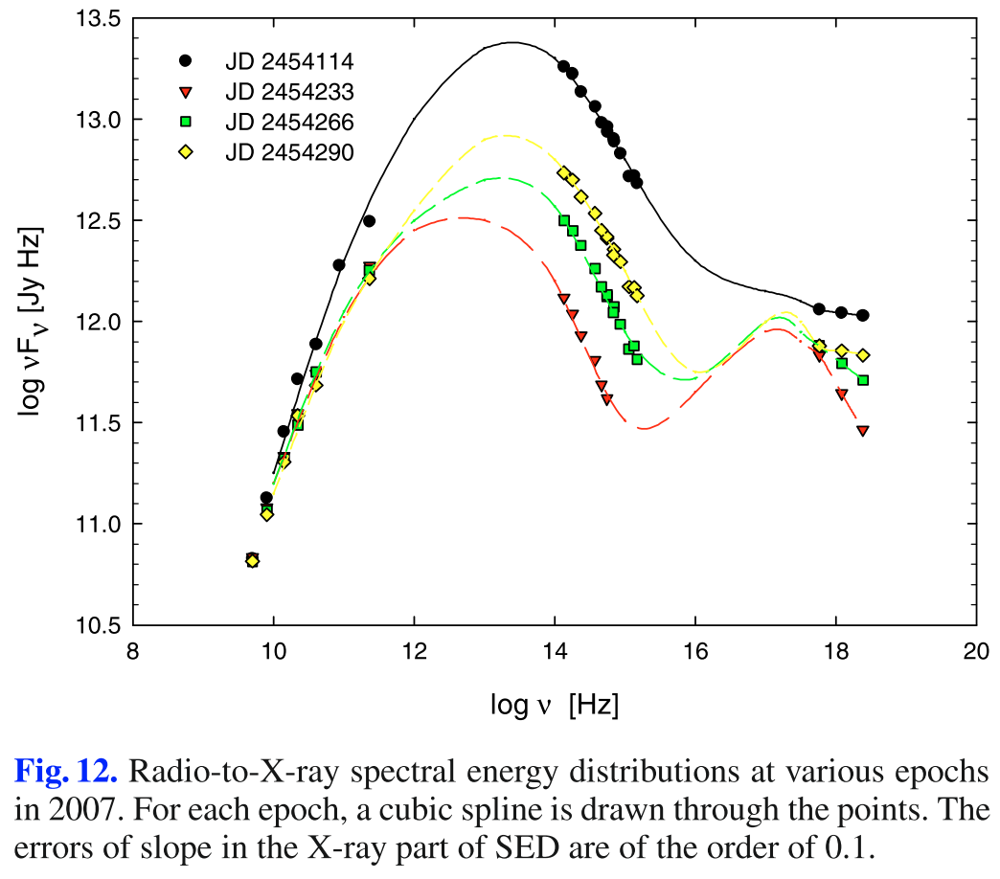 13.5
13.0
12.5
12.0
11.5
11.0
10.5
log νFν [Jy Hz]
JD 2454114
JD 2454233
JD 2454266
JD 2454290
8 10 12 14 16 18 20
log ν [Hz]
Fig. 12. Radio-to-X-ray spectral energy distributions at various epochs
in 2007. For each epoch, a cubic spline is drawn through the points. The
errors of slope in the X-ray part of SED are of the order of 0.1.